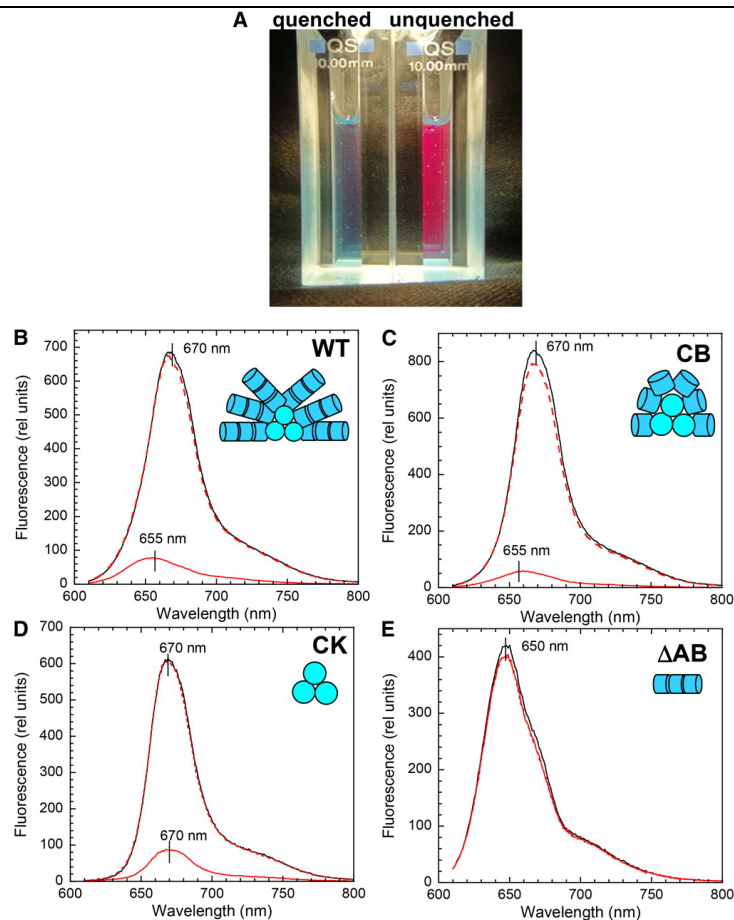 A quenched unquenched
QS QS
10.00mm 10.00mm
B
WT
670 nm
655 nm
Fluorescence (rel units)
700
600
500
400
300
200
100
0
600 650 700 750 800
Wavelength (nm)
C
CB
670 nm
655 nm
Fluorescence (rel units)
800
600
400
200
0
600 650 700 750 800
Wavelength (nm)
D
CK
670 nm
670 nm
Fluorescence (rel units)
700
600
500
400
300
200
100
0
600 650 700 750 800
Wavelength (nm)
E
ΔAB
650 nm
Fluorescence (rel units)
400
300
200
100
0
600 650 700 750 800
Wavelength (nm)